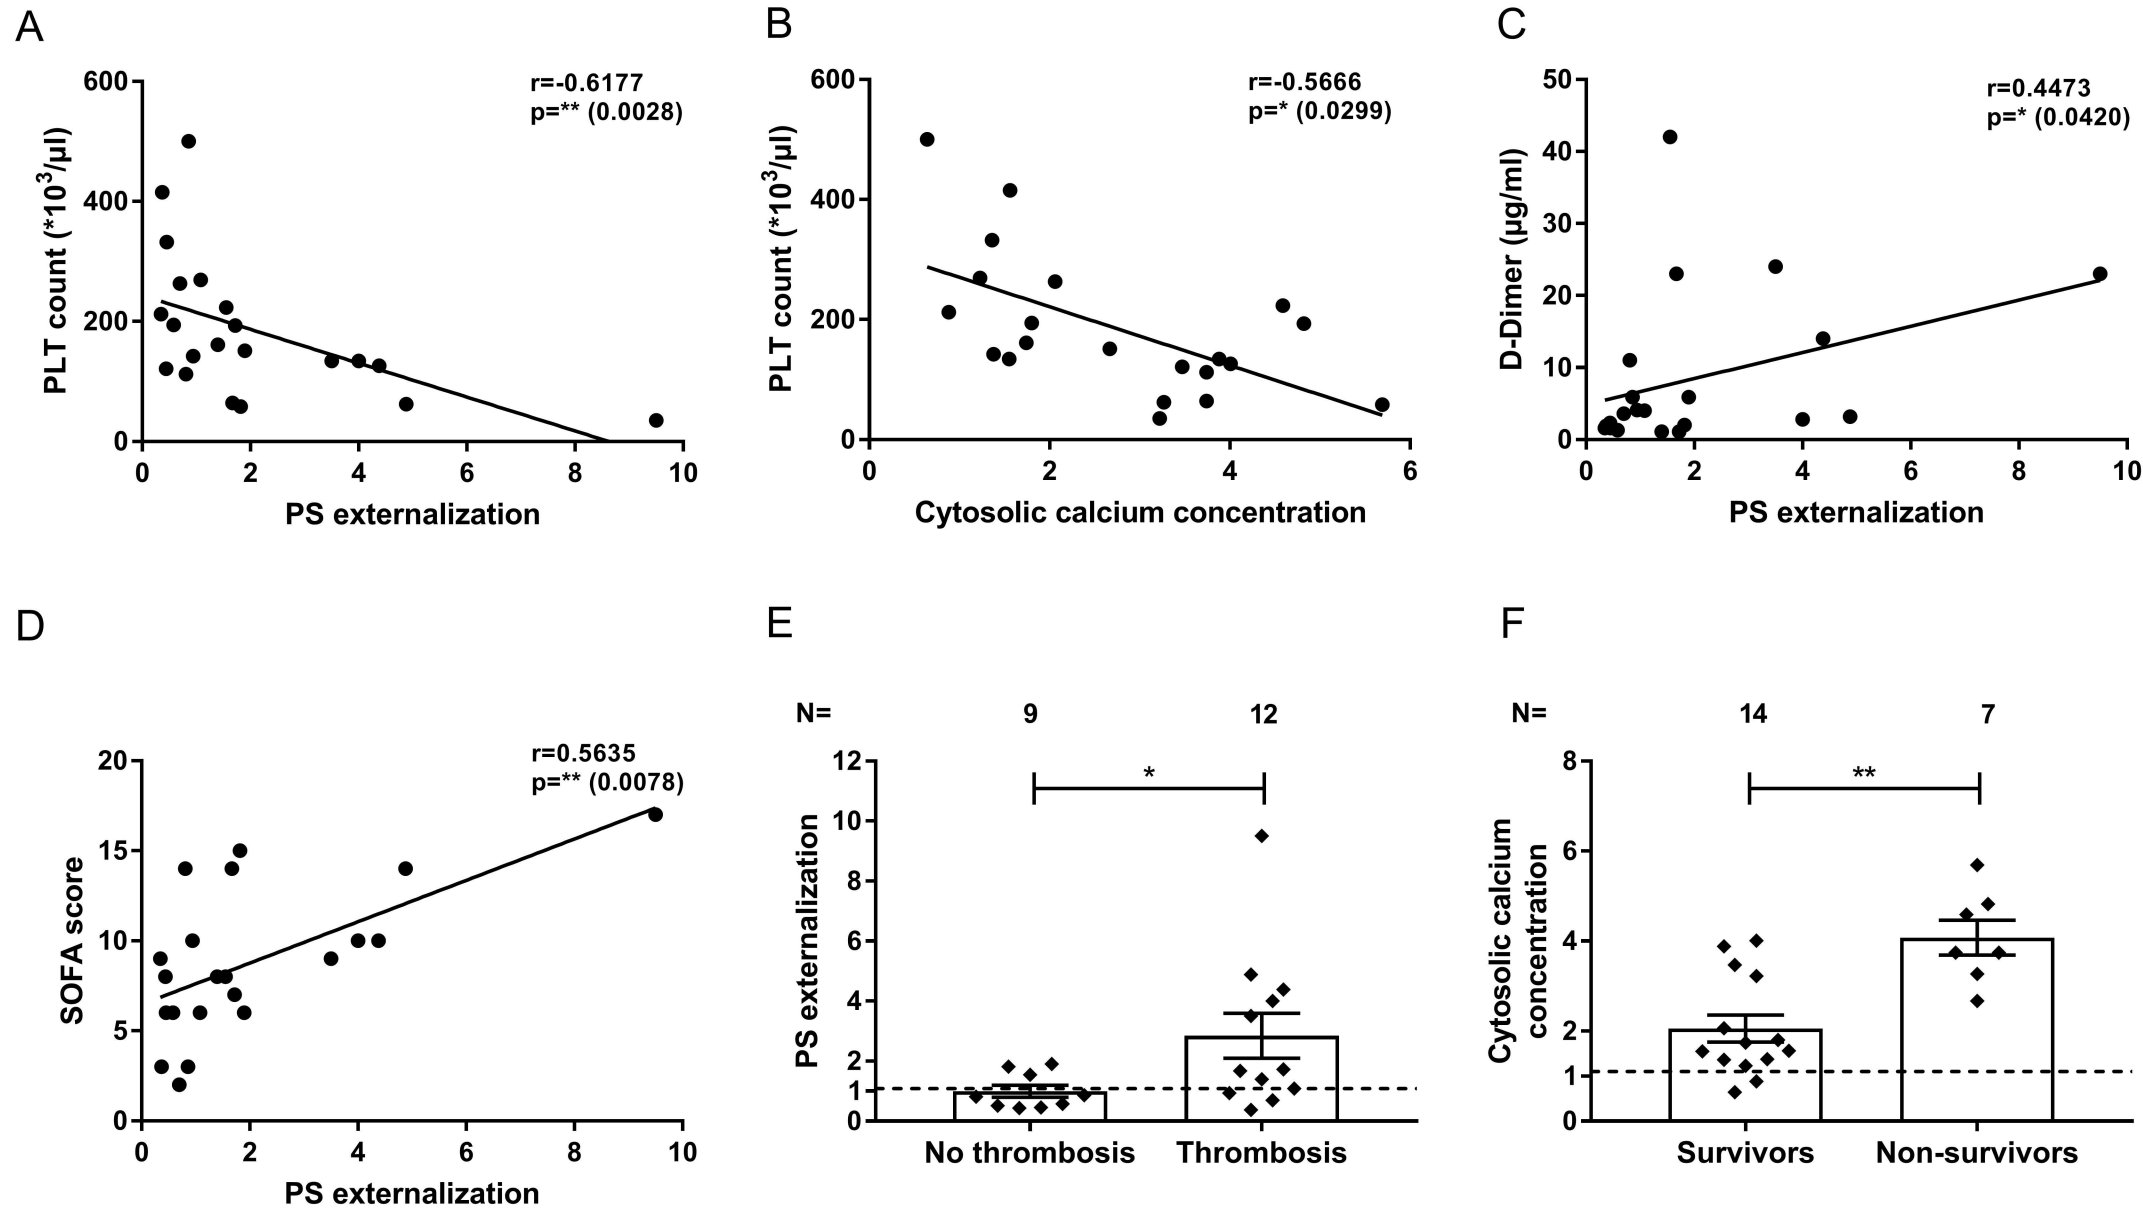 A
r=-0.6177
p=** (0.0028)
PLT count (*10³/µl)
600
400
200
0
0 2 4 6 8 10
PS externalization
B
r=-0.5666
p=* (0.0299)
PLT count (*10³/µl)
600
400
200
0
0 2 4 6
Cytosolic calcium concentration
C
r=0.4473
p=* (0.0420)
D-Dimer (µg/ml)
50
40
30
20
10
0
0 2 4 6 8 10
PS externalization
D
r=0.5635
p=** (0.0078)
SOFA score
20
15
10
5
0
0 2 4 6 8 10
PS externalization
E
N= 9 12
*
PS externalization
12
10
8
6
4
2
1
0
No thrombosis Thrombosis
F
N= 14 7
**
Cytosolic calcium
concentration
8
6
4
2
1
0
Survivors Non-survivors